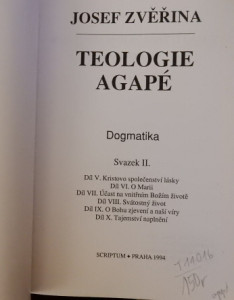 JOSEF ZVĚŘINA
TEOLOGIE
AGAPÉ
Dogmatika
Svazek II.
Díl V. Kristovo společenství lásky
Díl VI. O Marii
Díl VII. Účast na vnitřním Božím životě
Díl VIII. Svátostný život
Díl IX. O Bohu zjevení a naší víry
Díl X. Tajemství naplnění
SCRIPTUM • PRAHA 1994